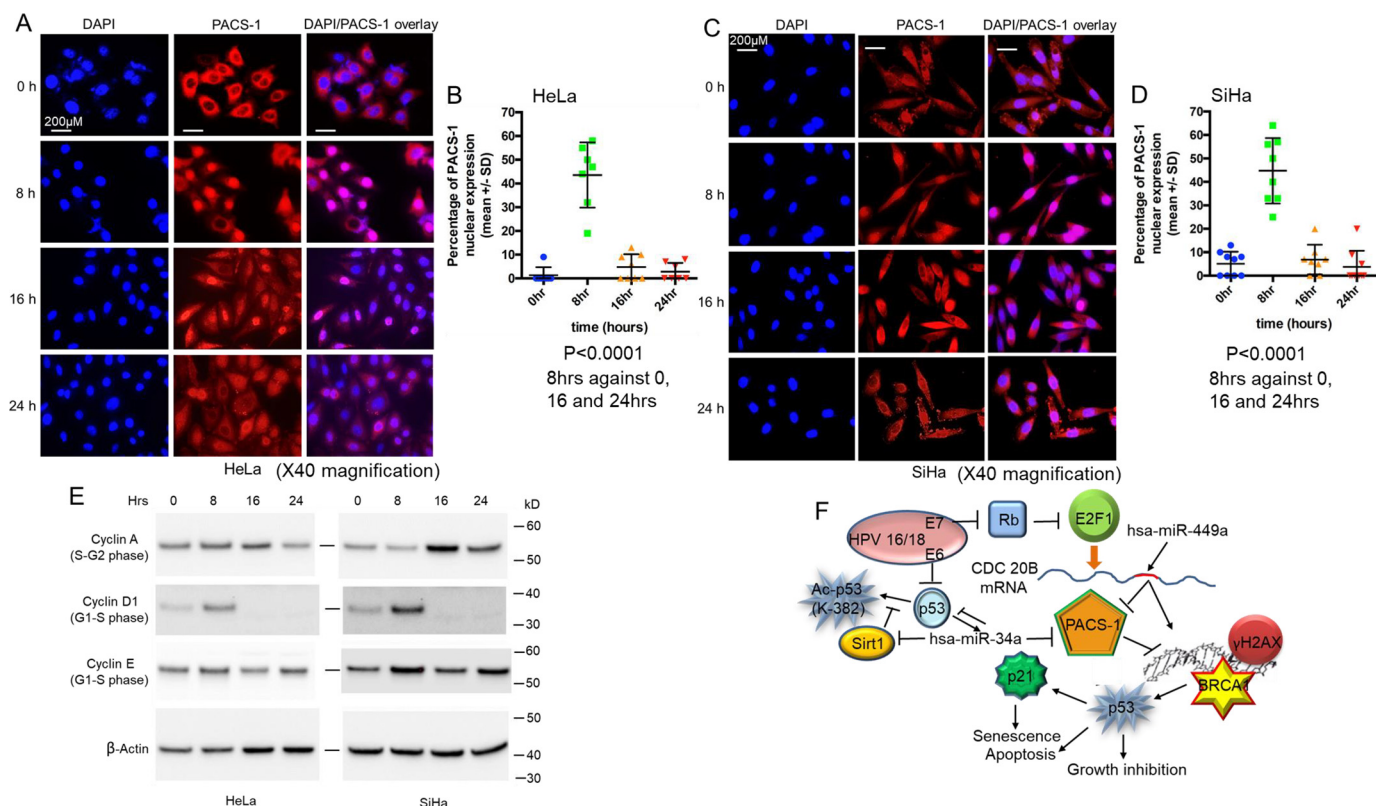 A
DAPI
PACS-1
DAPI/PACS-1 overlay
0 h
200μM
8 h
16 h
24 h
HeLa (X40 magnification)
B
HeLa
Percentage of PACS-1
nuclear expression
(mean +/- SD)
70
60
50
40
30
20
10
0
0hr
8hr
16hr
24hr
time (hours)
P<0.0001
8hrs against 0,
16 and 24hrs
C
DAPI
PACS-1
DAPI/PACS-1 overlay
200μM
0 h
8 h
16 h
24 h
SiHa (X40 magnification)
D
SiHa
Percentage of PACS-1
nuclear expression
(mean +/- SD)
70
60
50
40
30
20
10
0
0hr
8hr
16hr
24hr
time (hours)
P<0.0001
8hrs against 0,
16 and 24hrs
E
Hrs 0 8 16 24 0 8 16 24 kD
Cyclin A
(S-G2 phase)
60
50
Cyclin D1
(G1-S phase)
40
30
Cyclin E
(G1-S phase)
60
50
β-Actin
50
40
30
HeLa
SiHa
F
HPV 16/18
E7
E6
Rb
E2F1
hsa-miR-449a
CDC 20B
mRNA
Ac-p53
(K-382)
p53
Sirt1
hsa-miR-34a
PACS-1
γH2AX
BRCA1
p21
p53
Senescence
Apoptosis
Growth inhibition